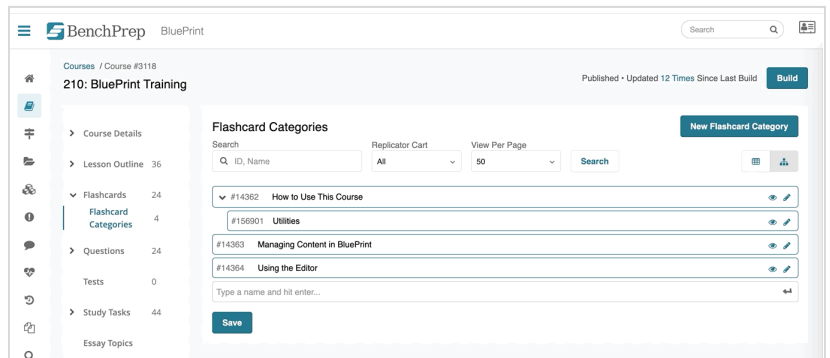 BenchPrep BluePrint
Search
Courses / Course #3118
210: BluePrint Training
Published • Updated 12 Times Since Last Build
Build
Course Details
Lesson Outline 36
Flashcards 24
Flashcard Categories 4
Questions 24
Tests 0
Study Tasks 44
Essay Topics
Flashcard Categories
New Flashcard Category
Search
Replicator Cart
View Per Page
ID, Name
All
50
Search
#14362 How to Use This Course
#156901 Utilities
#14363 Managing Content in BluePrint
#14364 Using the Editor
Type a name and hit enter...
Save